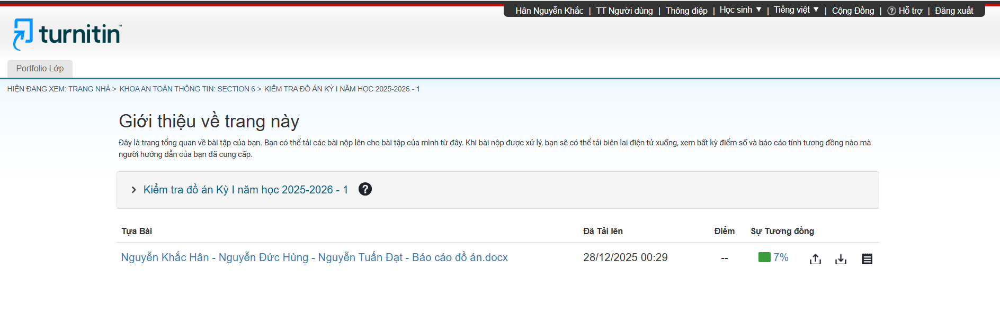 Hân Nguyễn Khắc | TT Người dùng | Thông điệp | Học sinh ▼ | Tiếng việt ▼ | Cộng Đồng | ? Hỗ trợ | Đăng xuất
turnitin™
Portfolio Lớp
HIỆN ĐANG XEM: TRANG NHÀ > KHOA AN TOÀN THÔNG TIN: SECTION 6 > KIỂM TRA ĐỒ ÁN KỲ I NĂM HỌC 2025-2026 - 1
Giới thiệu về trang này
Đây là trang tổng quan về bài tập của bạn. Bạn có thể tải các bài nộp lên cho bài tập của mình từ đây. Khi bài nộp được xử lý, bạn sẽ có thể tải biên lai điện tử xuống, xem bất kỳ điểm số và báo cáo tính tương đồng nào mà
người hướng dẫn của bạn đã cung cấp.
Kiểm tra đồ án Kỳ I năm học 2025-2026 - 1 ?
Tựa Bài Đã Tải lên Điểm Sự Tương đồng
Nguyễn Khắc Hân - Nguyễn Đức Hùng - Nguyễn Tuấn Đạt - Báo cáo đồ án.docx 28/12/2025 00:29 -- 7%